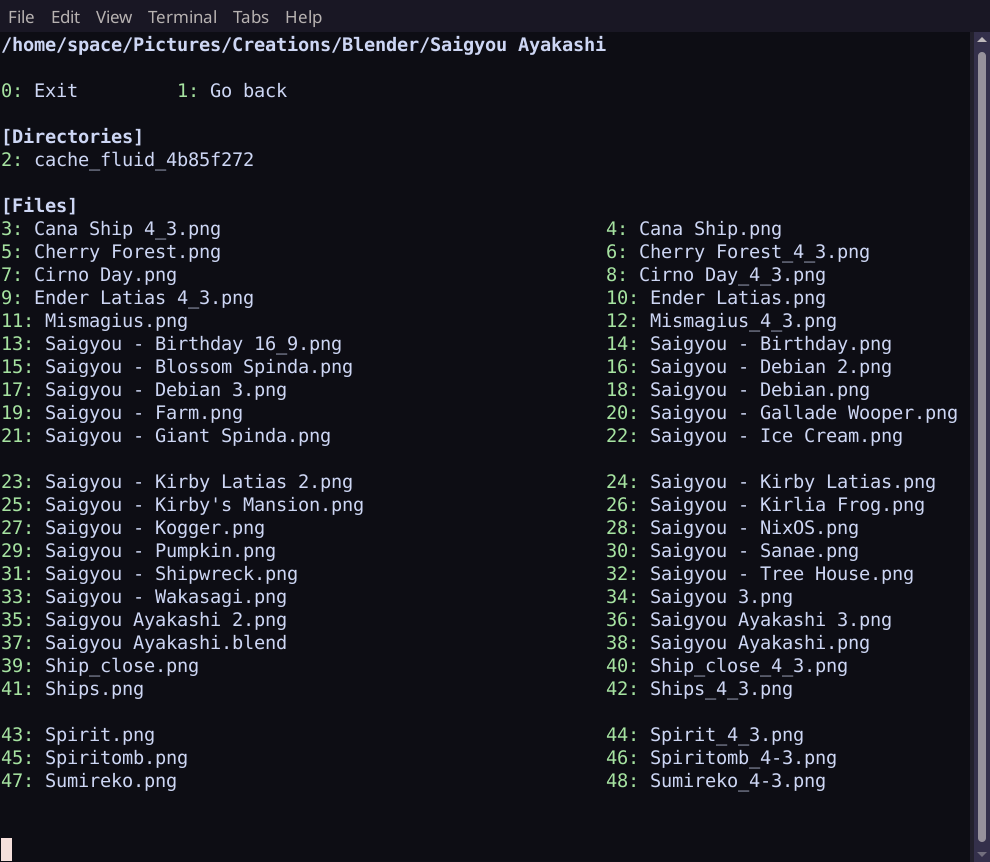 File Edit View Terminal Tabs Help
/home/space/Pictures/Creations/Blender/Saigyou Ayakashi
0: Exit 1: Go back
[Directories]
2: cache_fluid_4b85f272
[Files]
3: Cana Ship 4_3.png 4: Cana Ship.png
5: Cherry Forest.png 6: Cherry Forest_4_3.png
7: Cirno Day.png 8: Cirno Day_4_3.png
9: Ender Latias 4_3.png 10: Ender Latias.png
11: Mismagius.png 12: Mismagius_4_3.png
13: Saigyou - Birthday 16_9.png 14: Saigyou - Birthday.png
15: Saigyou - Blossom Spinda.png 16: Saigyou - Debian 2.png
17: Saigyou - Debian 3.png 18: Saigyou - Debian.png
19: Saigyou - Farm.png 20: Saigyou - Gallade Wooper.png
21: Saigyou - Giant Spinda.png 22: Saigyou - Ice Cream.png
23: Saigyou - Kirby Latias 2.png 24: Saigyou - Kirby Latias.png
25: Saigyou - Kirby's Mansion.png 26: Saigyou - Kirlia Frog.png
27: Saigyou - Kogger.png 28: Saigyou - NixOS.png
29: Saigyou - Pumpkin.png 30: Saigyou - Sanae.png
31: Saigyou - Shipwreck.png 32: Saigyou - Tree House.png
33: Saigyou - Wakasagi.png 34: Saigyou 3.png
35: Saigyou Ayakashi 2.png 36: Saigyou Ayakashi 3.png
37: Saigyou Ayakashi.blend 38: Saigyou Ayakashi.png
39: Ship_close.png 40: Ship_close_4_3.png
41: Ships.png 42: Ships_4_3.png
43: Spirit.png 44: Spirit_4_3.png
45: Spiritomb.png 46: Spiritomb_4-3.png
47: Sumireko.png 48: Sumireko_4-3.png